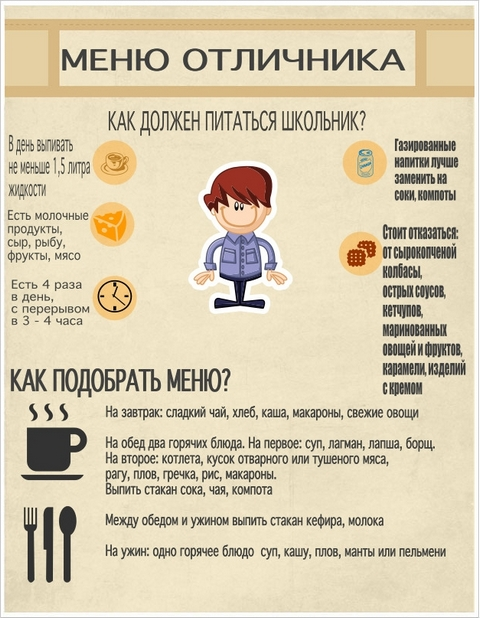 МЕНЮ ОТЛИЧНИКА
КАК ДОЛЖЕН ПИТАТЬСЯ ШКОЛЬНИК?
В день выпивать
не меньше 1,5 литра
жидкости
Есть молочные
продукты,
сыр, рыбу,
фрукты, мясо
Есть 4 раза
в день,
с перерывом
в 3 - 4 часа
Газированные
напитки лучше
заменить на
соки, компоты
Стоит отказаться:
от сырокопченой
колбасы,
острых соусов,
кетчупов,
маринованных
овощей и фруктов,
карамели, изделий
с кремом
КАК ПОДОБРАТЬ МЕНЮ?
На завтрак: сладкий чай, хлеб, каша, макароны, свежие овощи
На обед два горячих блюда. На первое: суп, лагман, лапша, борщ.
На второе: котлета, кусок отварного или тушеного мяса,
рагу, плов, гречка, рис, макароны.
Выпить стакан сока, чая, компота
Между обедом и ужином выпить стакан кефира, молока
На ужин: одно горячее блюдо суп, кашу, плов, манты или пельмени